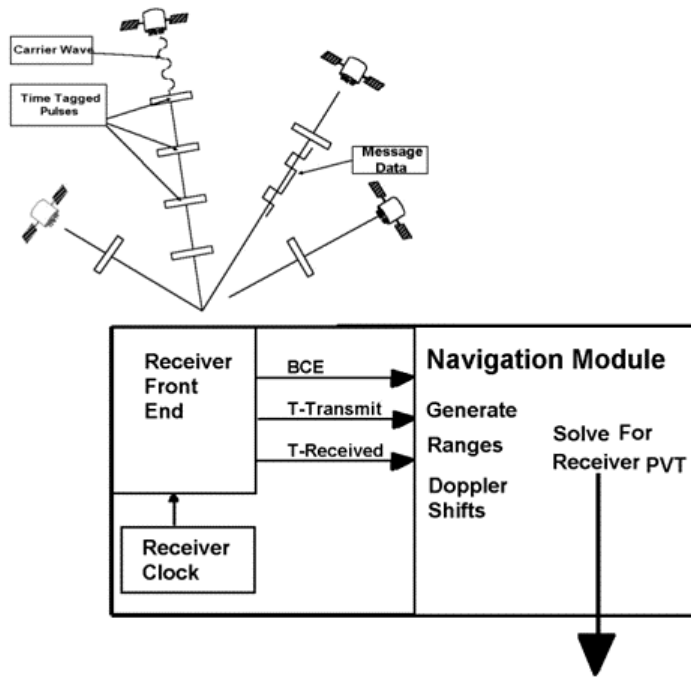 Carrier Wave
Time Tagged
Pulses
Message
Data
Receiver
Front
End
BCE
T-Transmit
T-Received
Receiver
Clock
Navigation Module
Generate
Ranges
Doppler
Shifts
Solve For
Receiver PVT